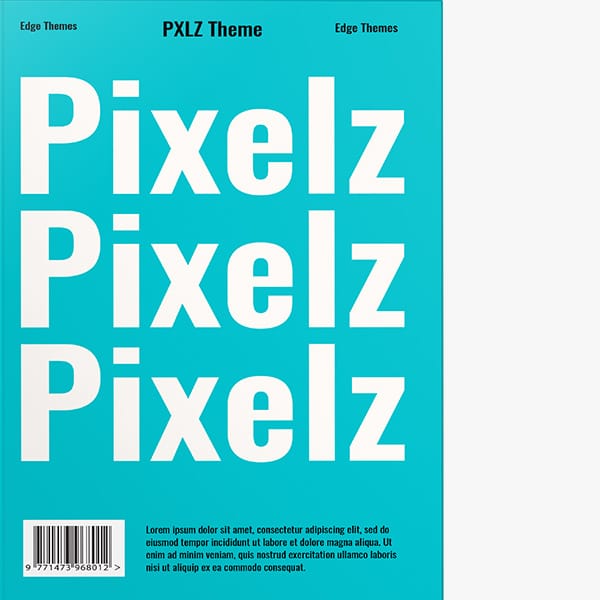 Edge Themes PXLZ Theme Edge Themes
Pixelz
Pixelz
Pixelz
Lorem ipsum dolor sit amet, consectetur adipiscing elit, sed do
eiusmod tempor incididunt ut labore et dolore magna aliqua. Ut
enim ad minim veniam, quis nostrud exercitation ullamco laboris
nisi ut aliquip ex ea commodo consequat.
9 771473 968012 >